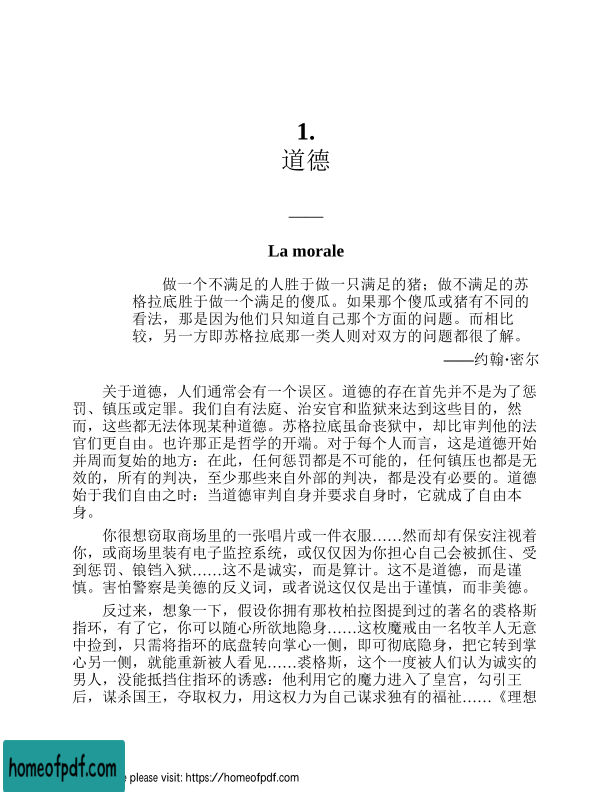 1.
道德
La morale
做一个不满足的人胜于做一只满足的猪；做不满足的苏
格拉底胜于做一个满足的傻瓜。如果那个傻瓜或猪有不同的
看法，那是因为他们只知道自己那个方面的问题。而相比
较，另一方即苏格拉底那一类人则对双方的问题都很了解。
——约翰·密尔
关于道德，人们通常会有一个误区。道德的存在首先并不是为了惩
罚、镇压或定罪。我们自有法庭、治安官和监狱来达到这些目的，然
而，这些都无法体现某种道德。苏格拉底虽命丧狱中，却比审判他的法
官们更自由。也许那正是哲学的开端。对于每个人而言，这是道德开始
并周而复始的地方：在此，任何惩罚都是不可能的，任何镇压也都是无
效的，所有的判决，至少那些来自外部的判决，都是没有必要的。道德
始于我们自由之时：当道德审判自身并要求自身时，它就成了自由本
身。
你很想窃取商场里的一张唱片或一件衣服……然而却有保安注视着
你，或商场里装有电子监控系统，或仅仅因为你担心自己会被抓住、受
到惩罚、锒铛入狱……这不是诚实，而是算计。这不是道德，而是谨
慎。害怕警察是美德的反义词，或者说这仅仅是出于谨慎，而非美德。
反过来，想象一下，假设你拥有那枚柏拉图提到过的著名的裘格斯
指环，有了它，你可以随心所欲地隐身……这枚魔戒由一名牧羊人无意
中捡到，只需将指环的底盘转向掌心一侧，即可彻底隐身，把它转到掌
心另一侧，就能重新被人看见……裘格斯，这个一度被人们认为诚实的
男人，没能抵挡住指环的诱惑：他利用它的魔力进入了皇宫，勾引王
后，谋杀国王，夺取权力，用这权力为自己谋求独有的福祉……《理想
homeofpdf.com
e please visit: https://homeofpdf.com